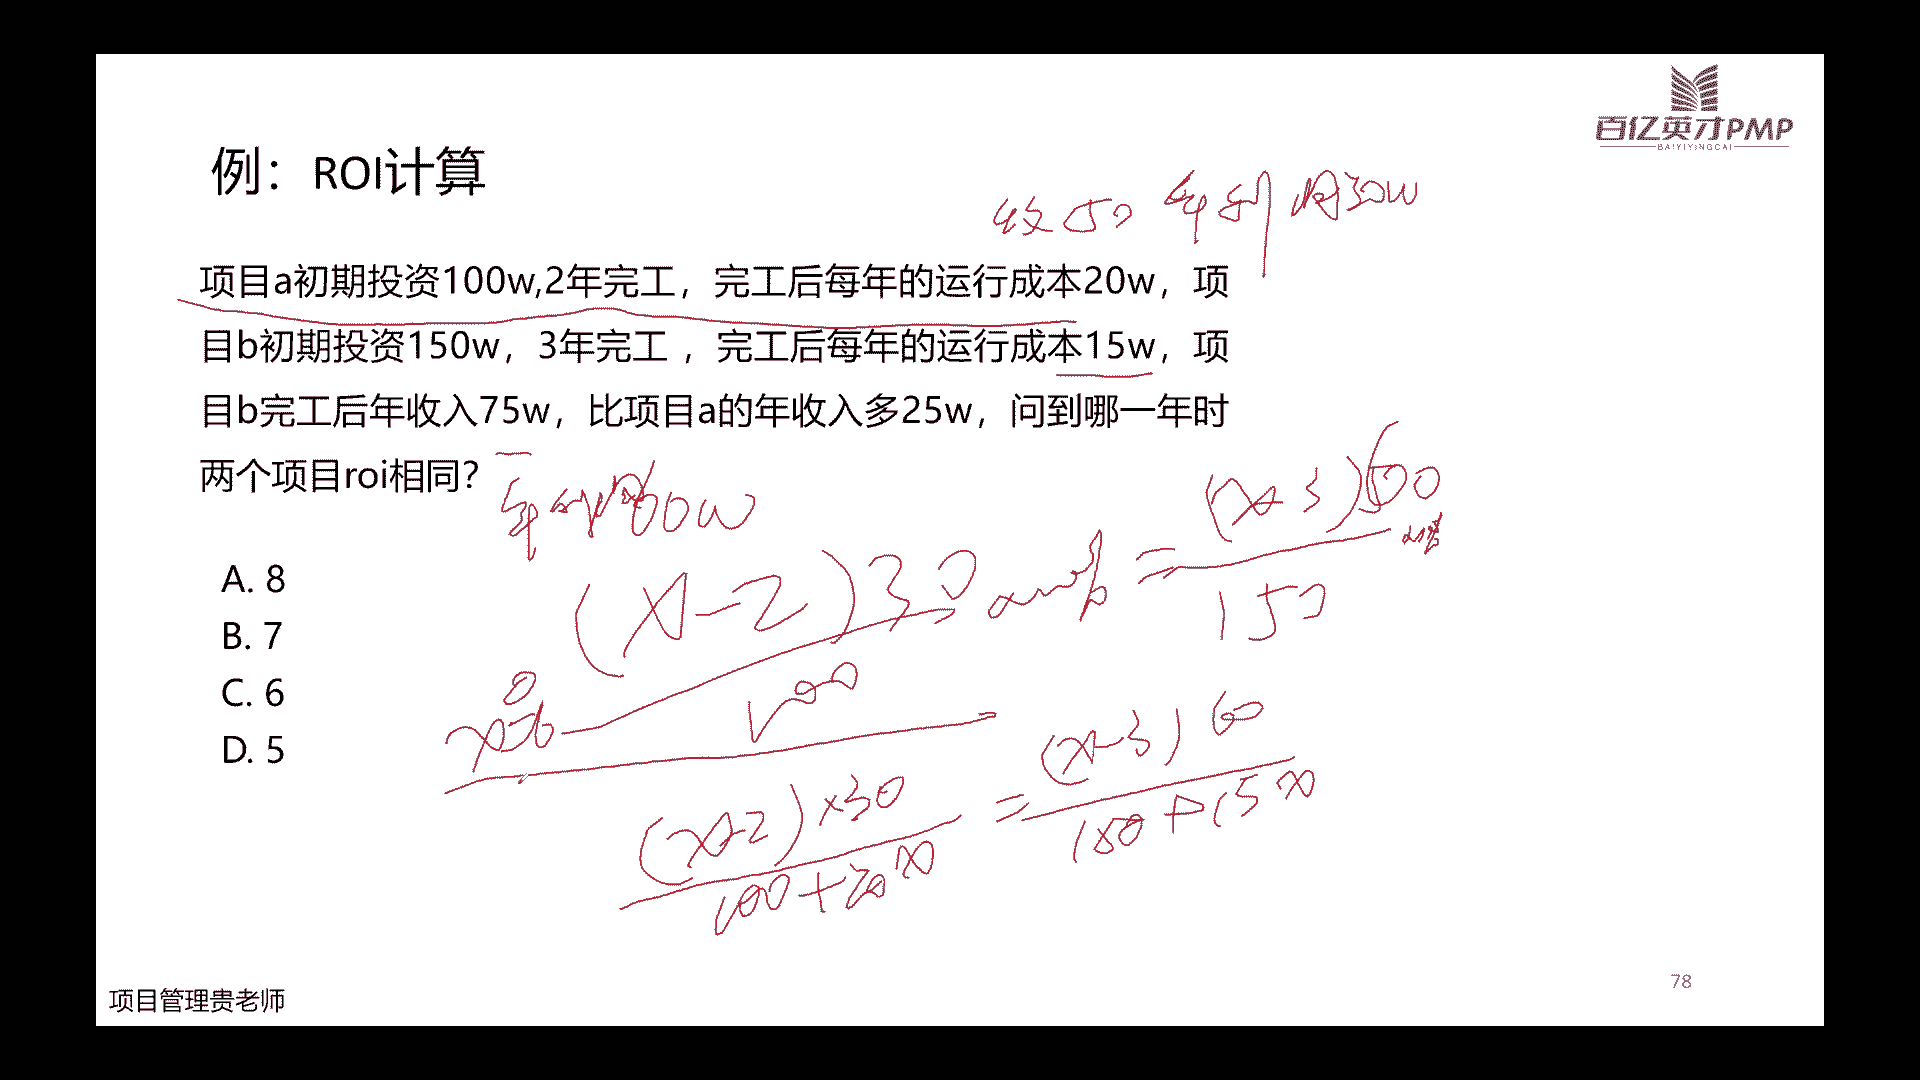 百亿英才PMP
BAIYIYINGCAI
例：ROI计算
收50 年利润30w
项目a初期投资100w,2年完工，完工后每年的运行成本20w，项
目b初期投资150w，3年完工 ，完工后每年的运行成本15w，项
目b完工后年收入75w，比项目a的年收入多25w，问到哪一年时
两个项目roi相同？
年利润60w
(x-2)30
100
=
(x-3)60
150
A. 8
B. 7
C. 6
D. 5
(x-2)×30
100+20x
=
(x-3)60
150+15x
项目管理贵老师
78